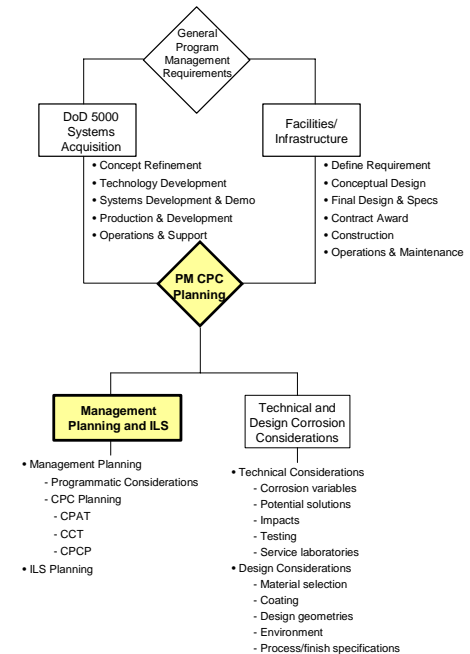 General
Program
Management
Requirements
DoD 5000
Systems
Acquisition
• Concept Refinement
• Technology Development
• Systems Development & Demo
• Production & Development
• Operations & Support
Facilities/
Infrastructure
• Define Requirement
• Conceptual Design
• Final Design & Specs
• Contract Award
• Construction
• Operations & Maintenance
PM CPC
Planning
Management
Planning and ILS
• Management Planning
- Programmatic Considerations
- CPC Planning
- CPAT
- CCT
- CPCP
• ILS Planning
Technical and
Design Corrosion
Considerations
• Technical Considerations
- Corrosion variables
- Potential solutions
- Impacts
- Testing
- Service laboratories
• Design Considerations
- Material selection
- Coating
- Design geometries
- Environment
- Process/finish specifications